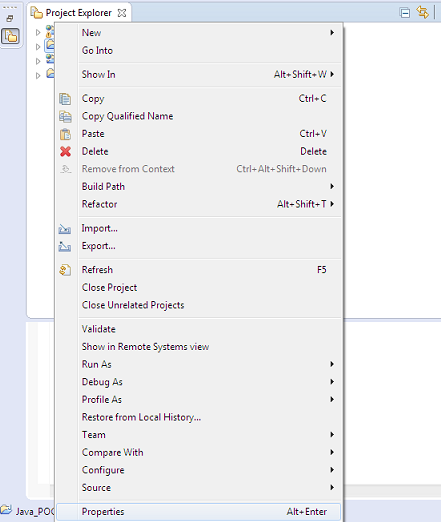 Project Explorer
New
Go Into
Show In Alt+Shift+W
Copy Ctrl+C
Copy Qualified Name
Paste Ctrl+V
Delete Delete
Remove from Context Ctrl+Alt+Shift+Down
Build Path
Refactor Alt+Shift+T
Import...
Export...
Refresh F5
Close Project
Close Unrelated Projects
Validate
Show in Remote Systems view
Run As
Debug As
Profile As
Restore from Local History...
Team
Compare With
Configure
Source
Java_POC
Properties Alt+Enter